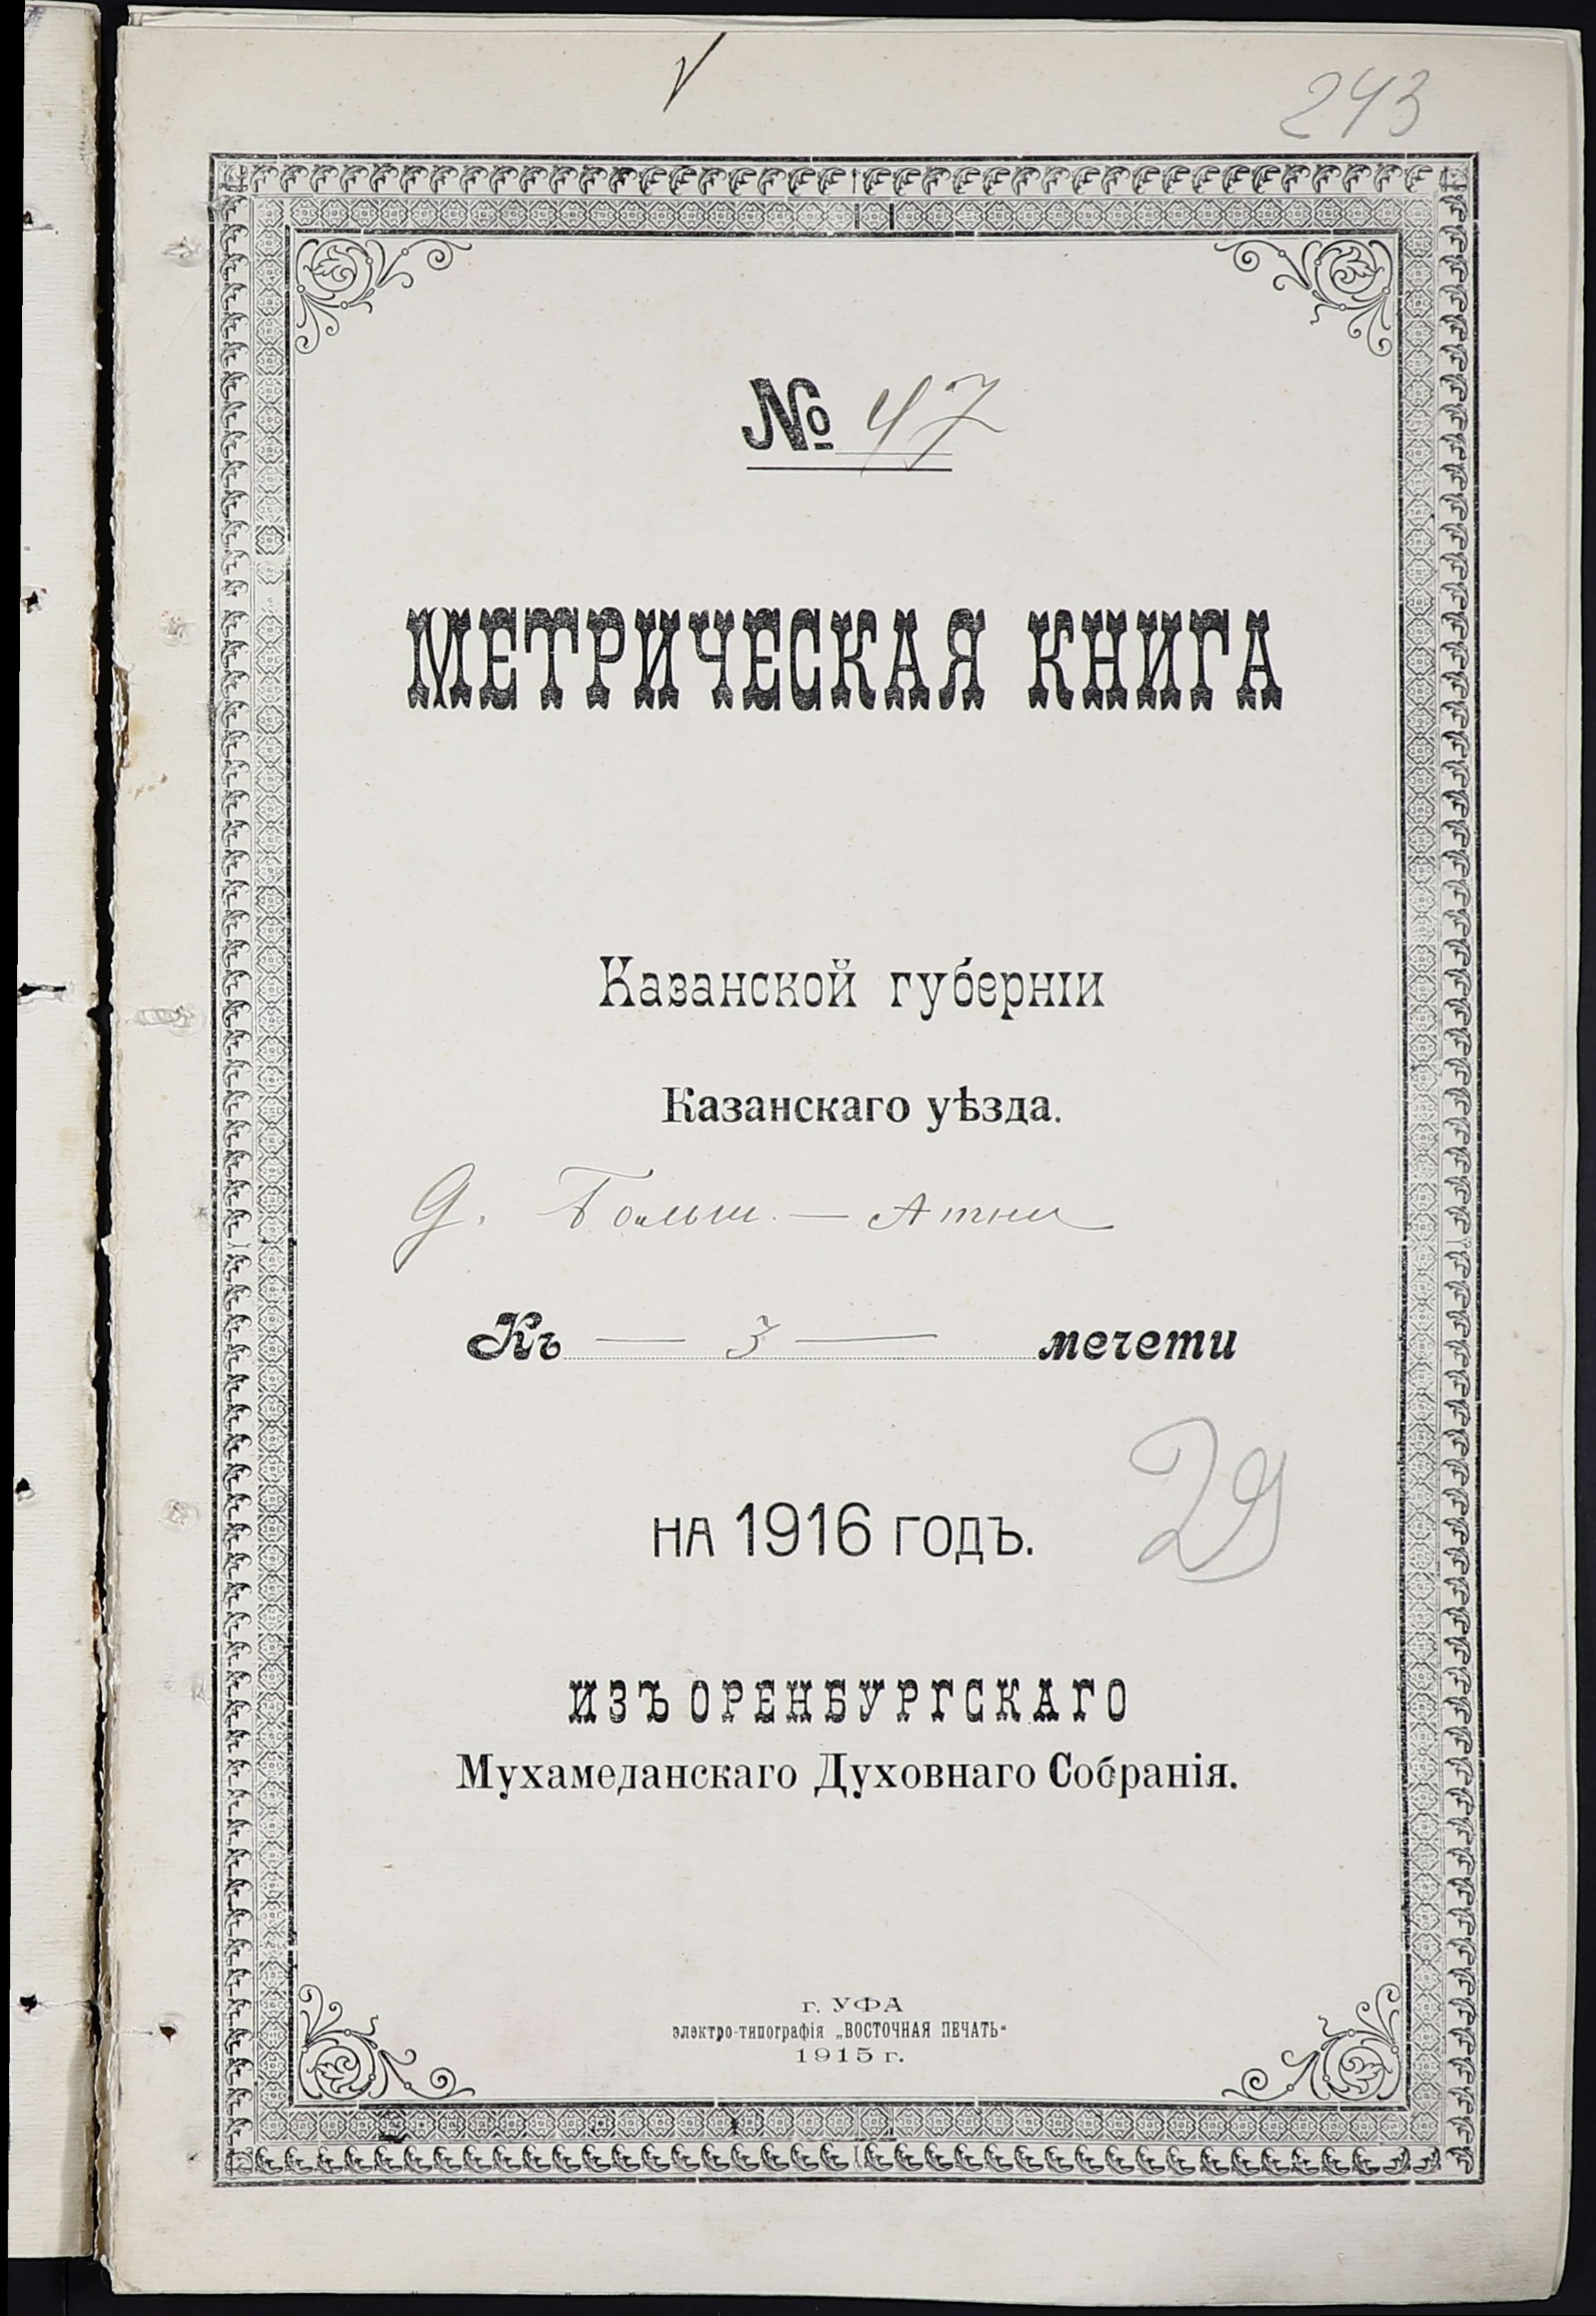 243
№ 47
МЕТРИЧЕСКАЯ КНИГА
Казанской губернiи
Казанскаго уѣзда.
Д. Больш. — Атни
Къ — 3 — мечети
29
на 1916 годъ.
ИЗЪ ОРЕНБУРГСКАГО
Мухамеданскаго Духовнаго Собранiя.
г. УФА
электро-типографiя „ВОСТОЧНАЯ ПЕЧАТЬ“
1915 г.